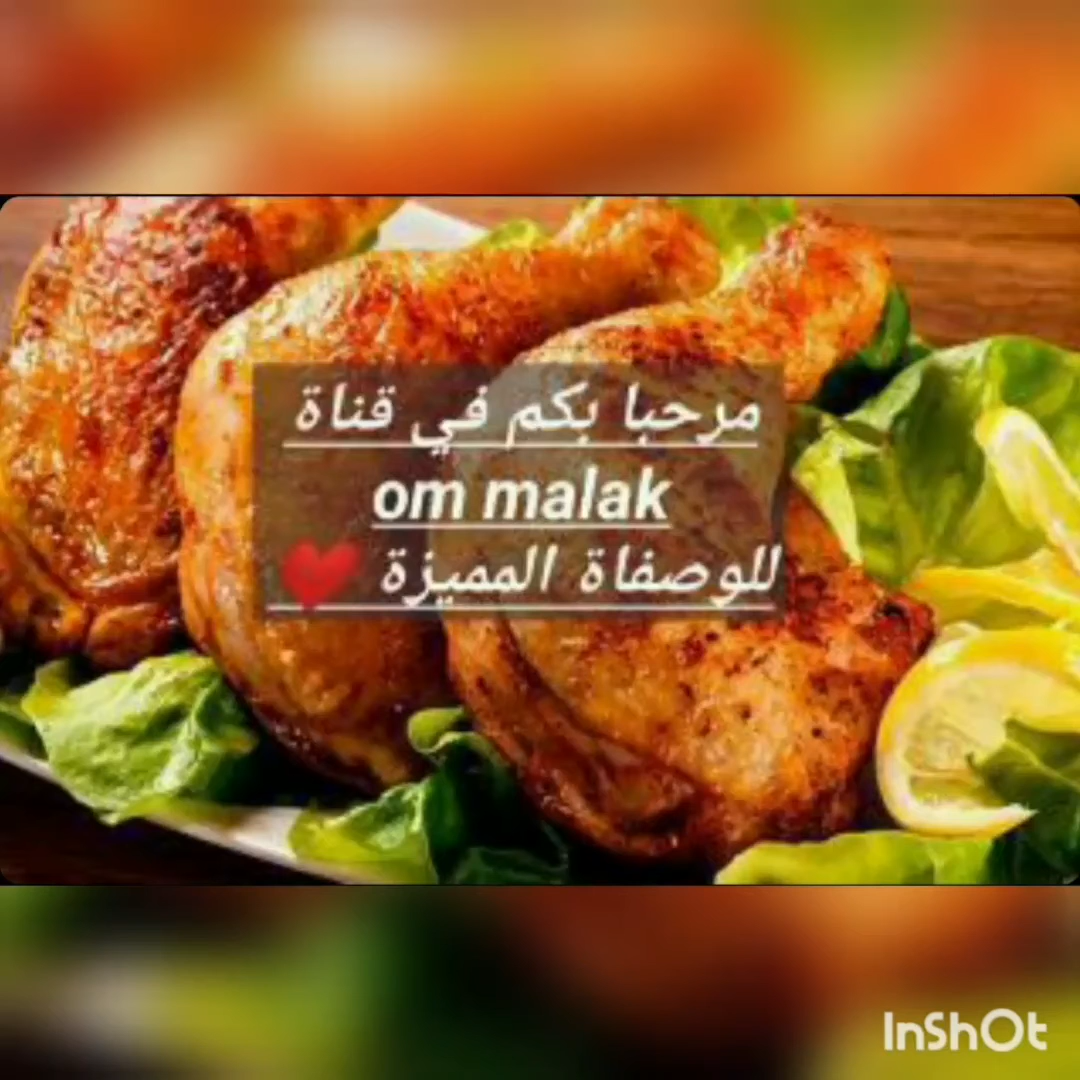 مرحبا بكم في قناة
om malak
للوصفاة المميزة ❤️
InShOt